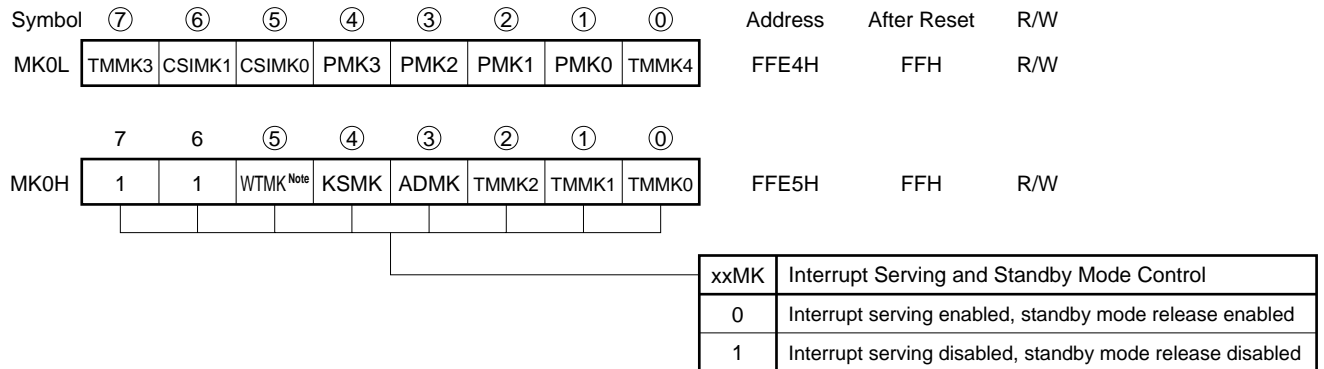 Symbol ⑦ ⑥ ⑤ ④ ③ ② ① ⓪ Address After Reset R/W
MK0L TMMK3 CSIMK1 CSIMK0 PMK3 PMK2 PMK1 PMK0 TMMK4 FFE4H FFH R/W
7 6 ⑤ ④ ③ ② ① ⓪
MK0H 1 1 WTMK Note KSMK ADMK TMMK2 TMMK1 TMMK0 FFE5H FFH R/W
xxMK Interrupt Serving and Standby Mode Control
0 Interrupt serving enabled, standby mode release enabled
1 Interrupt serving disabled, standby mode release disabled